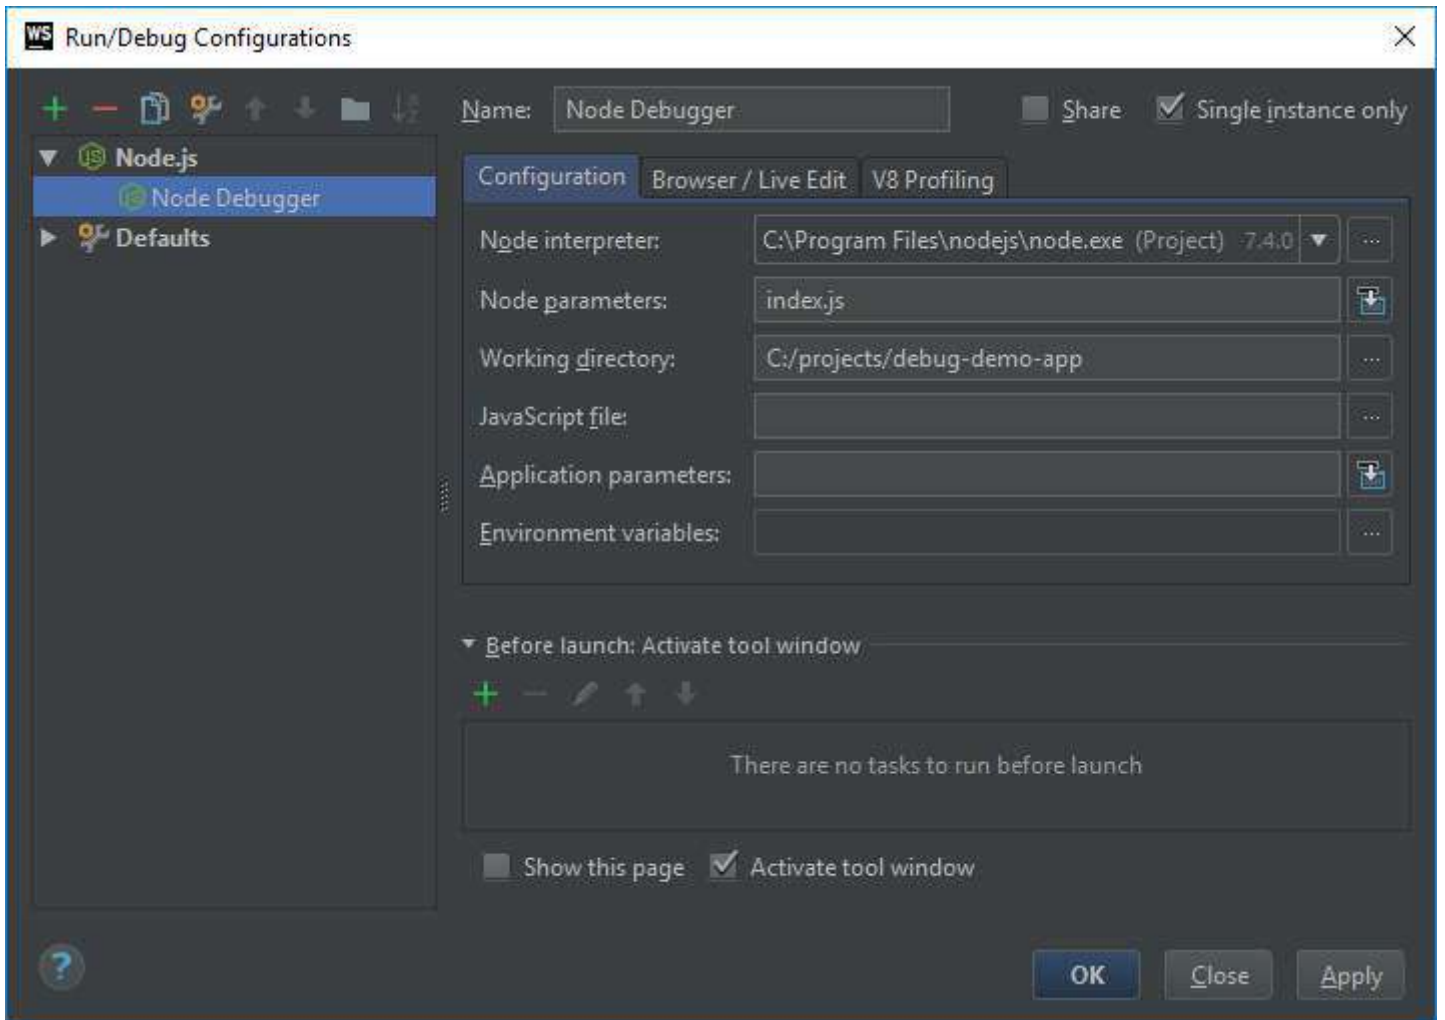 WS Run/Debug Configurations
Name: Node Debugger Share Single instance only
Node.js
Node Debugger
Defaults
Configuration Browser / Live Edit V8 Profiling
Node interpreter: C:\Program Files\nodejs\node.exe (Project) 7.4.0 ...
Node parameters: index.js
Working directory: C:/projects/debug-demo-app ...
JavaScript file: ...
Application parameters:
Environment variables: ...
Before launch: Activate tool window
There are no tasks to run before launch
Show this page Activate tool window
? OK Close Apply